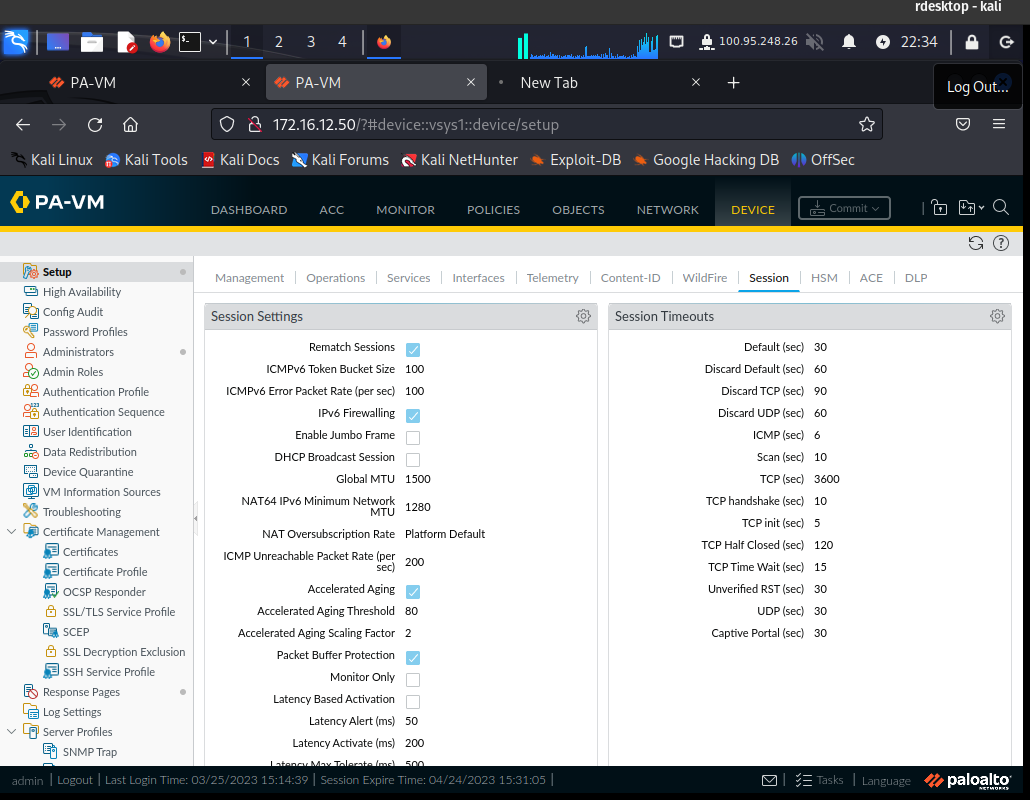 rdesktop - kali
1
2
3
4
100.95.248.26
22:34
PA-VM
PA-VM
New Tab
Log Out...
172.16.12.50/?#device::vsys1::device/setup
Kali Linux
Kali Tools
Kali Docs
Kali Forums
Kali NetHunter
Exploit-DB
Google Hacking DB
OffSec
PA-VM
DASHBOARD
ACC
MONITOR
POLICIES
OBJECTS
NETWORK
DEVICE
Commit
Setup
High Availability
Config Audit
Password Profiles
Administrators
Admin Roles
Authentication Profile
Authentication Sequence
User Identification
Data Redistribution
Device Quarantine
VM Information Sources
Troubleshooting
Certificate Management
Certificates
Certificate Profile
OCSP Responder
SSL/TLS Service Profile
SCEP
SSL Decryption Exclusion
SSH Service Profile
Response Pages
Log Settings
Server Profiles
SNMP Trap
Management
Operations
Services
Interfaces
Telemetry
Content-ID
WildFire
Session
HSM
ACE
DLP
Session Settings
Rematch Sessions
ICMPv6 Token Bucket Size 100
ICMPv6 Error Packet Rate (per sec) 100
IPv6 Firewalling
Enable Jumbo Frame
DHCP Broadcast Session
Global MTU 1500
NAT64 IPv6 Minimum Network
MTU 1280
NAT Oversubscription Rate Platform Default
ICMP Unreachable Packet Rate (per
sec) 200
Accelerated Aging
Accelerated Aging Threshold 80
Accelerated Aging Scaling Factor 2
Packet Buffer Protection
Monitor Only
Latency Based Activation
Latency Alert (ms) 50
Latency Activate (ms) 200
Latency Max Tolerate (ms) 500
Session Timeouts
Default (sec) 30
Discard Default (sec) 60
Discard TCP (sec) 90
Discard UDP (sec) 60
ICMP (sec) 6
Scan (sec) 10
TCP (sec) 3600
TCP handshake (sec) 10
TCP init (sec) 5
TCP Half Closed (sec) 120
TCP Time Wait (sec) 15
Unverified RST (sec) 30
UDP (sec) 30
Captive Portal (sec) 30
admin | Logout | Last Login Time: 03/25/2023 15:14:39 | Session Expire Time: 04/24/2023 15:31:05 |
Tasks | Language
paloalto
NETWORKS